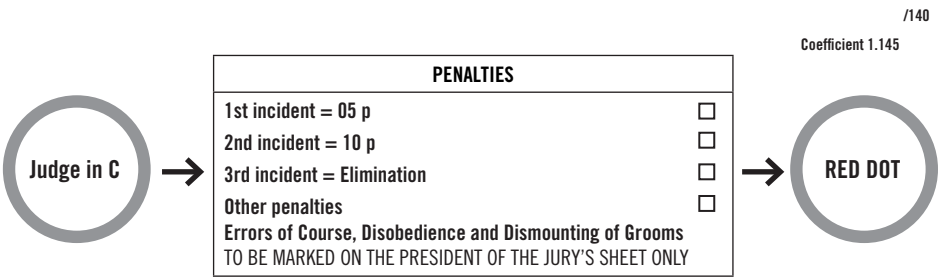 /140
Coefficient 1.145
PENALTIES
Judge in C
1st incident = 05 p
2nd incident = 10 p
3rd incident = Elimination
Other penalties
Errors of Course, Disobedience and Dismounting of Grooms
TO BE MARKED ON THE PRESIDENT OF THE JURY'S SHEET ONLY
RED DOT